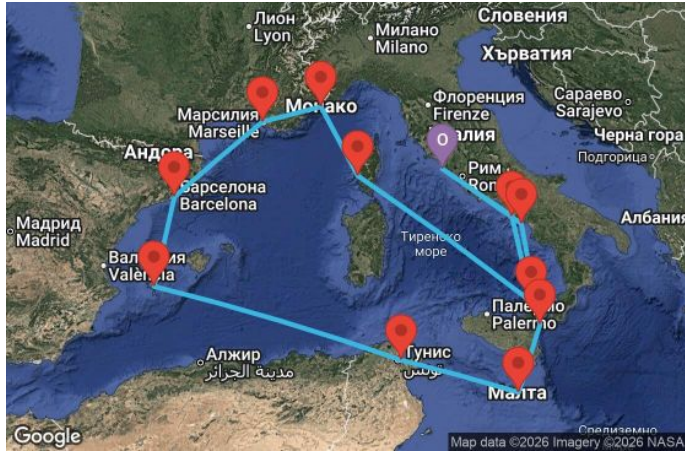 Лион
Lyon
Милано
Milano
Словения
Хърватия
Монако
Марсилия
Marseille
Флоренция
Firenze
Сараево
Sarajevo
Андора
Черна гора
Подгорица
O
Рим
Барселона
Barcelona
Мадрид
Madrid
Албания
València
Тиренско
море
Палермо
Palermo
Алжир
مدينة الجزائر
Тунис
تونس
Малта
Средиземно
Google
Map data ©2026 Imagery ©2026 NASA